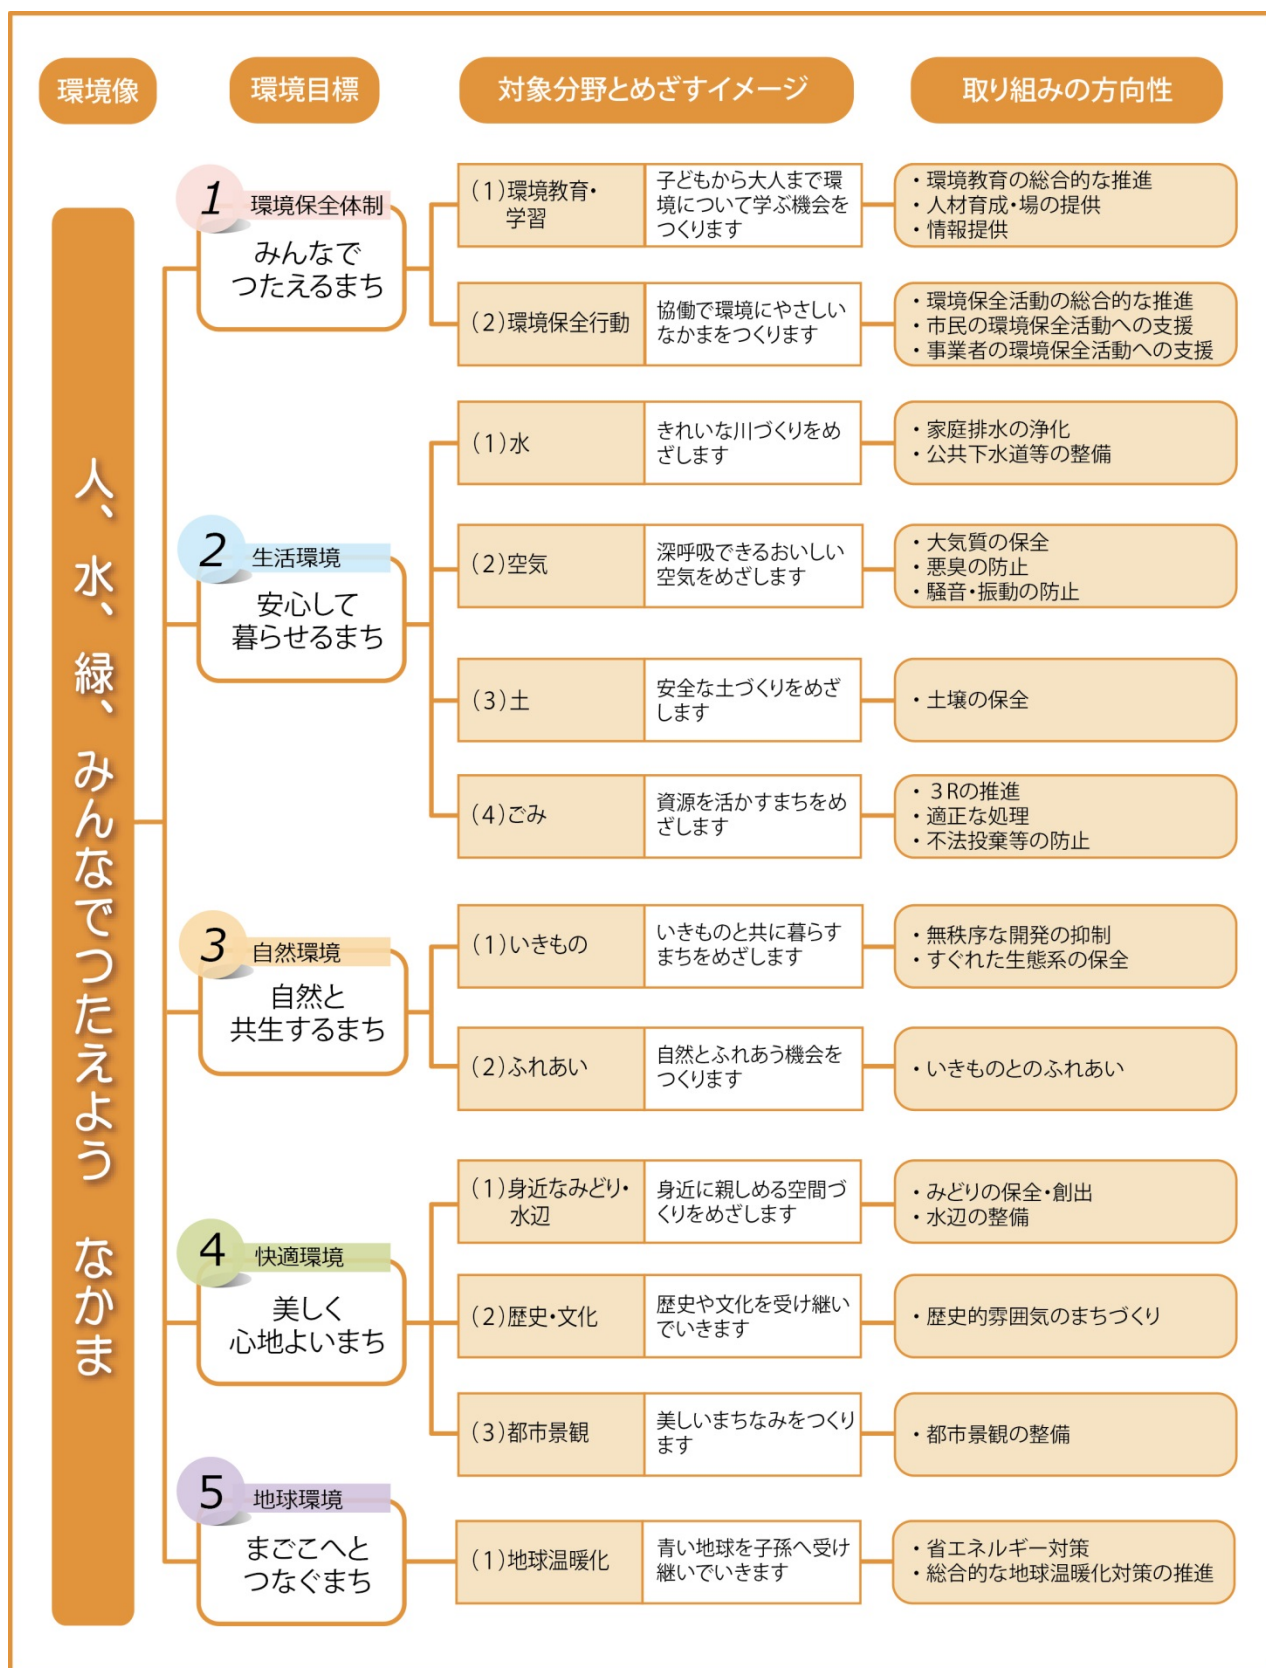 環境像
環境目標
対象分野とめざすイメージ
取り組みの方向性
人、水、緑、みんなでつたえよう　なかま
1
環境保全体制
みんなで
つたえるまち
(1)環境教育・
学習
子どもから大人まで環
境について学ぶ機会を
つくります
・環境教育の総合的な推進
・人材育成・場の提供
・情報提供
(2)環境保全行動
協働で環境にやさしい
なかまをつくります
・環境保全活動の総合的な推進
・市民の環境保全活動への支援
・事業者の環境保全活動への支援
2
生活環境
安心して
暮らせるまち
(1)水
きれいな川づくりをめ
ざします
・家庭排水の浄化
・公共下水道等の整備
(2)空気
深呼吸できるおいしい
空気をめざします
・大気質の保全
・悪臭の防止
・騒音・振動の防止
(3)土
安全な土づくりをめざ
します
・土壌の保全
(4)ごみ
資源を活かすまちをめ
ざします
・3Rの推進
・適正な処理
・不法投棄等の防止
3
自然環境
自然と
共生するまち
(1)いきもの
いきものと共に暮らす
まちをめざします
・無秩序な開発の抑制
・すぐれた生態系の保全
(2)ふれあい
自然とふれあう機会を
つくります
・いきものとのふれあい
4
快適環境
美しく
心地よいまち
(1)身近なみどり・
水辺
身近に親しめる空間づ
くりをめざします
・みどりの保全・創出
・水辺の整備
(2)歴史・文化
歴史や文化を受け継い
でいきます
・歴史的雰囲気のまちづくり
(3)都市景観
美しいまちなみをつくり
ます
・都市景観の整備
5
地球環境
まごこへと
つなぐまち
(1)地球温暖化
青い地球を子孫へ受け
継いでいきます
・省エネルギー対策
・総合的な地球温暖化対策の推進